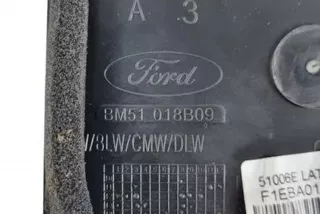 A 3
Ford
8M51 018B09
/8LW/CMW/DLW
51006E LAT
F1EBA01